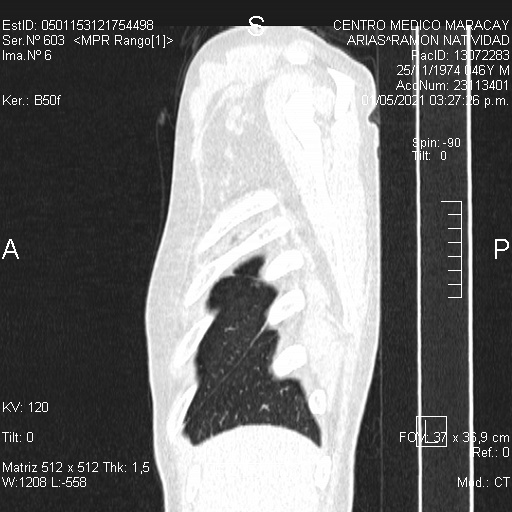 EstID: 0501153121754498
Ser.Nº 603 <MPR Rango[1]>
Ima.Nº 6
Ker.: B50f
S
CENTRO MEDICO MARACAY
ARIAS^RAMON NATIVIDAD
PacID: 13072283
25/11/1974 046Y M
AccNum: 23113401
01/05/2021 03:27:26 p.m.
Spin: -90
Tilt: 0
A
P
KV: 120
Tilt: 0
Matriz 512 x 512 Thk: 1,5
W:1208 L:-558
FOV: 37 x 36,9 cm
Ref.: 0
Mod.: CT